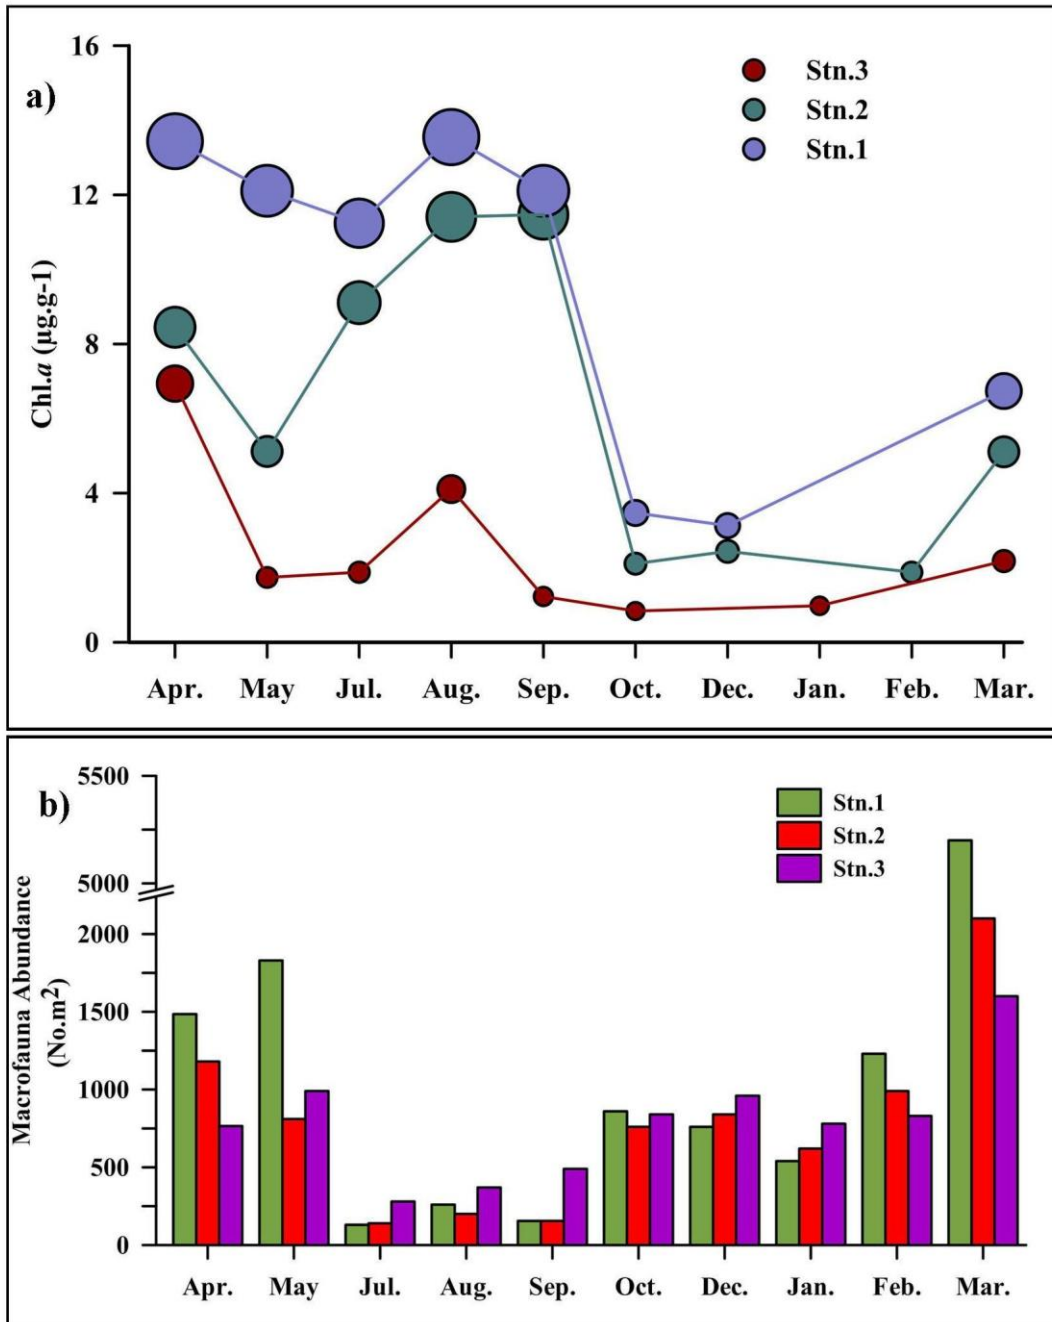 a)
Chl.a (µg.g-1)
16
12
8
4
0
Stn.3
Stn.2
Stn.1
Apr. May Jul. Aug. Sep. Oct. Dec. Jan. Feb. Mar.
b)
Macrofauna Abundance
(No.m²)
5500
5000
2000
1500
1000
500
0
Stn.1
Stn.2
Stn.3
Apr. May Jul. Aug. Sep. Oct. Dec. Jan. Feb. Mar.